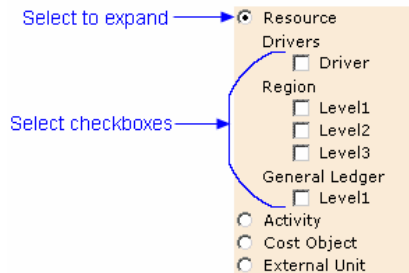 Select to expand
Resource
Drivers
Driver
Region
Level1
Select checkboxes
Level2
Level3
General Ledger
Level1
Activity
Cost Object
External Unit